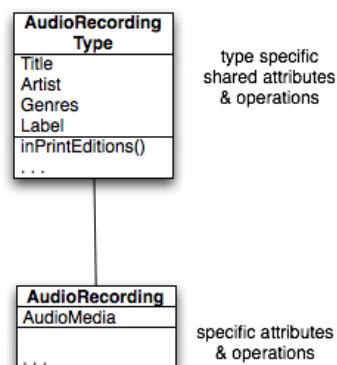 AudioRecording
Type
Title
Artist
Genres
Label
inPrintEditions()
. . .
type specific
shared attributes
& operations
AudioRecording
AudioMedia
. . .
specific attributes
& operations